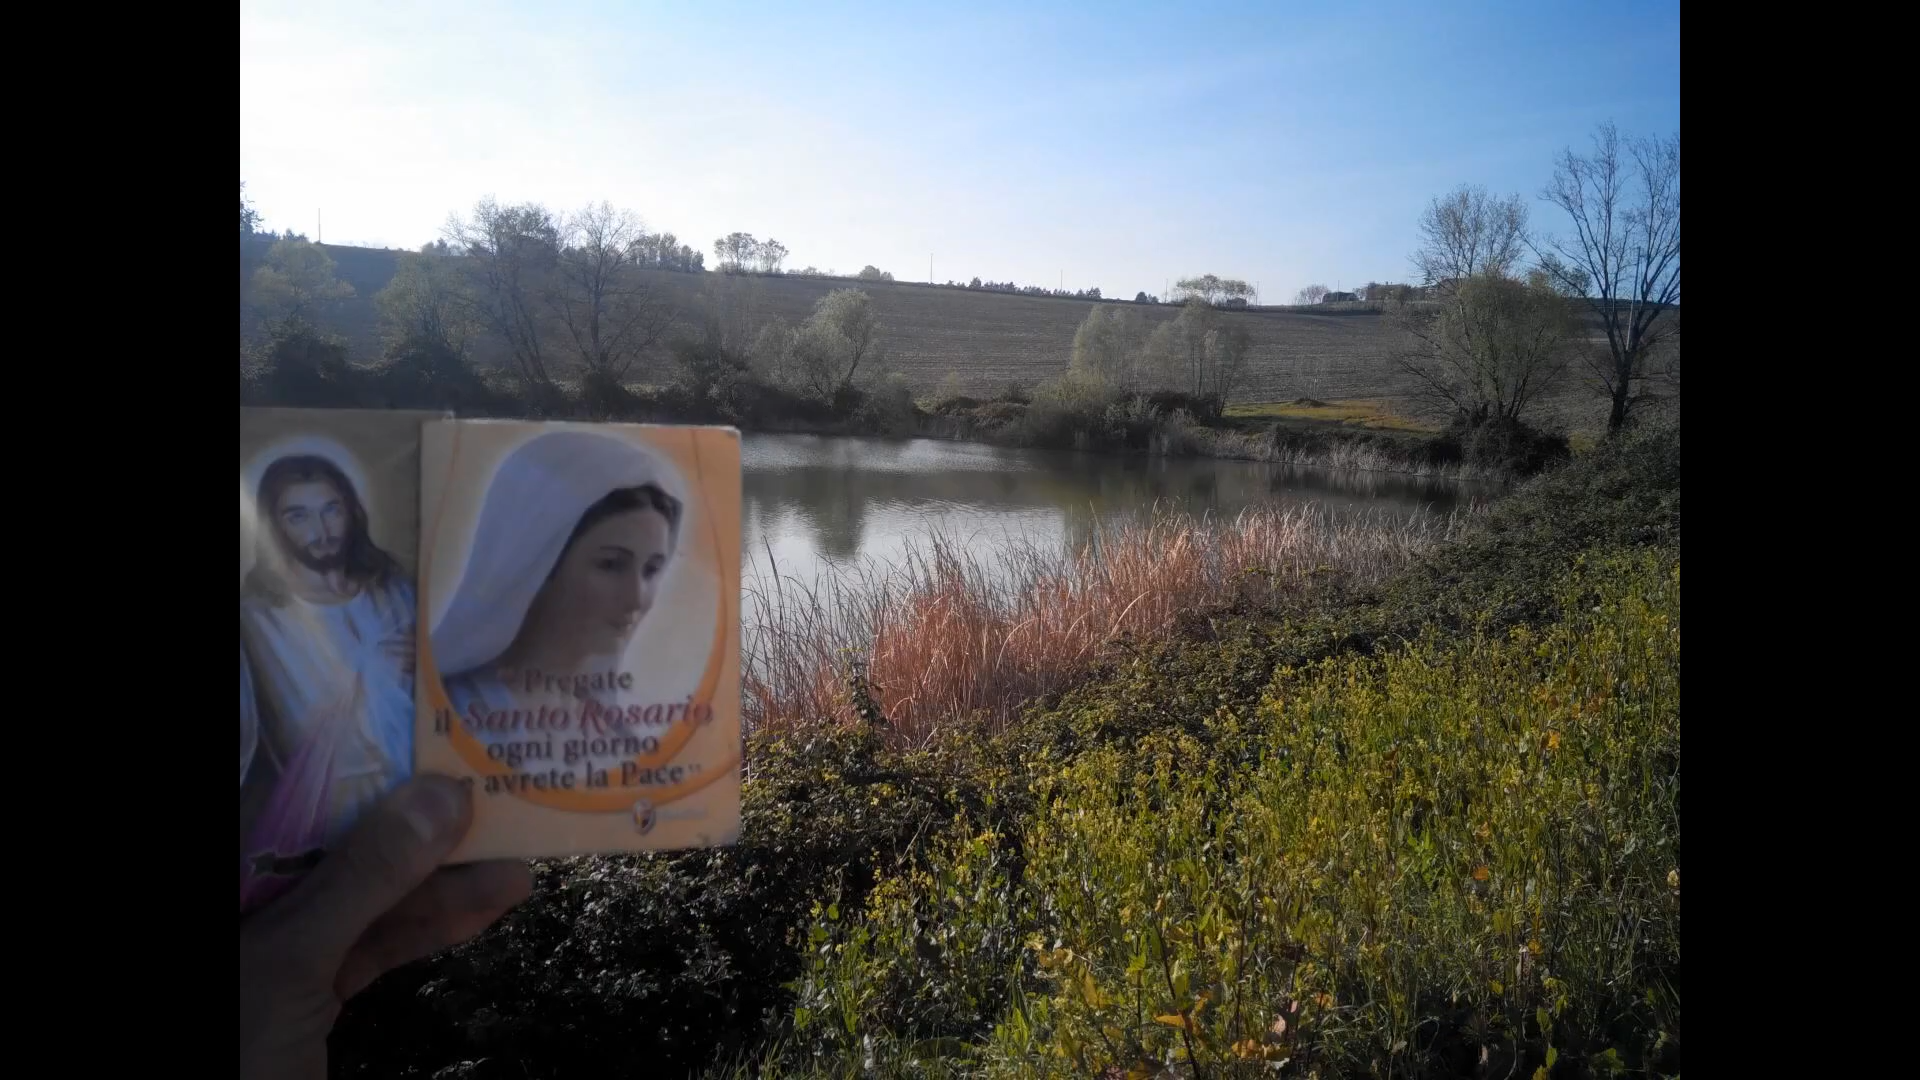 "Pregate
il Santo Rosario
ogni giorno
e avrete la Pace"